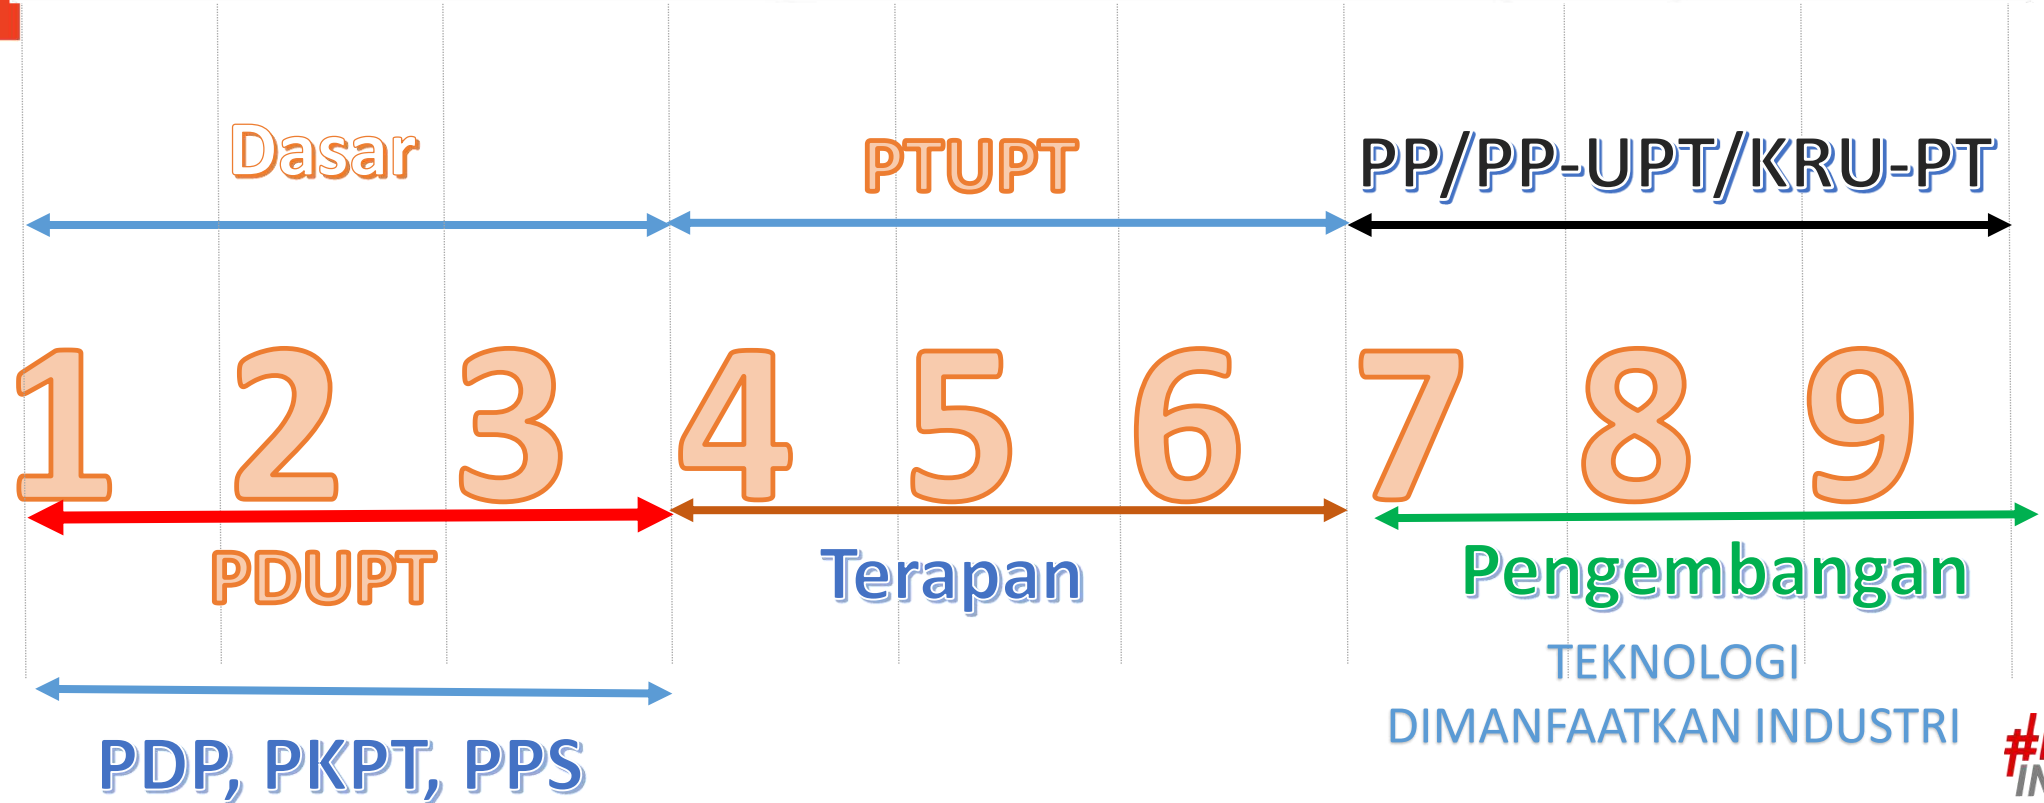 Dasar
PTUPT
PP/PP-UPT/KRU-PT
1 2 3 4 5 6 7 8 9
PDUPT
Terapan
Pengembangan
TEKNOLOGI
DIMANFAATKAN INDUSTRI
PDP, PKPT, PPS